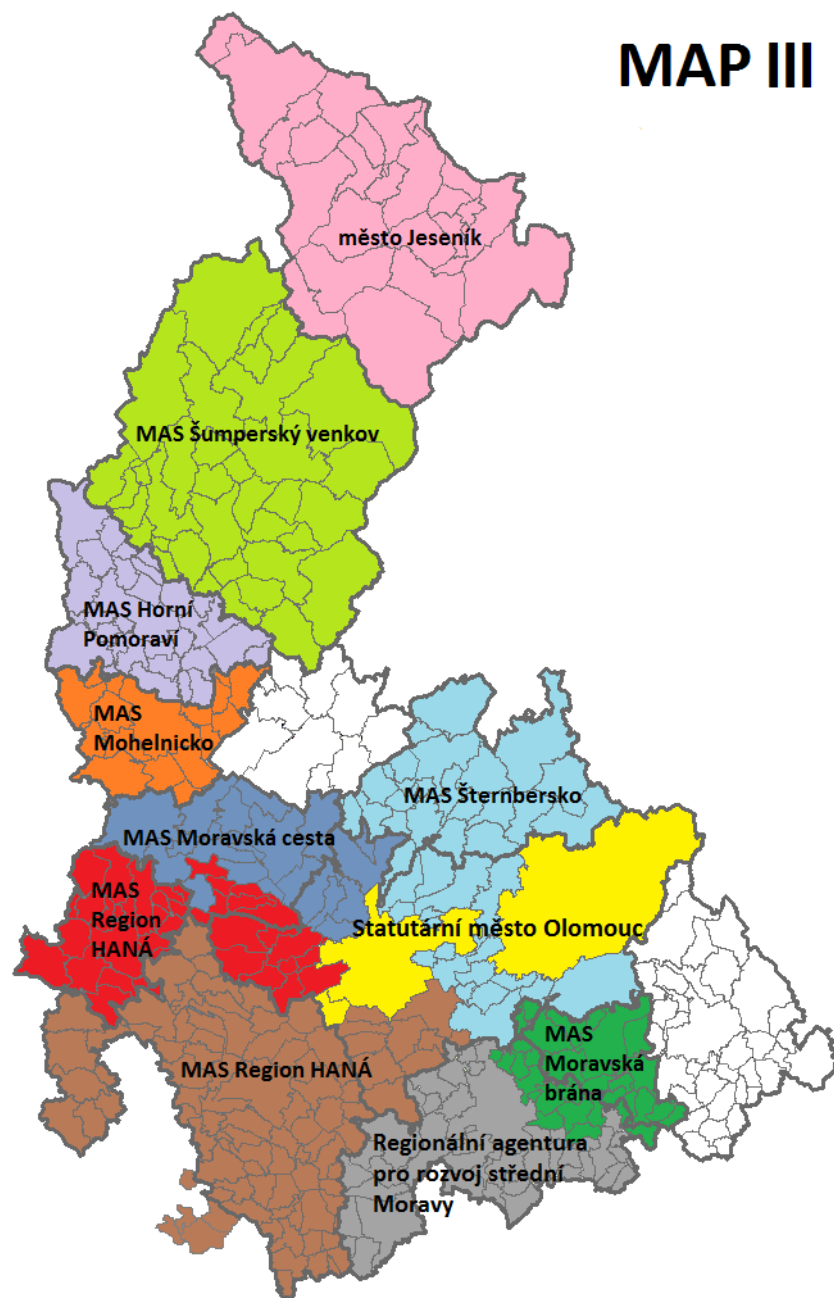 MAP III
město Jeseník
MAS Šumperský venkov
MAS Horní
Pomoraví
MAS
Mohelnicko
MAS Šternbersko
MAS Moravská cesta
MAS
Region
HANÁ
Statutární město Olomouc
MAS
Moravská
brána
MAS Region HANÁ
Regionální agentura
pro rozvoj střední
Moravy